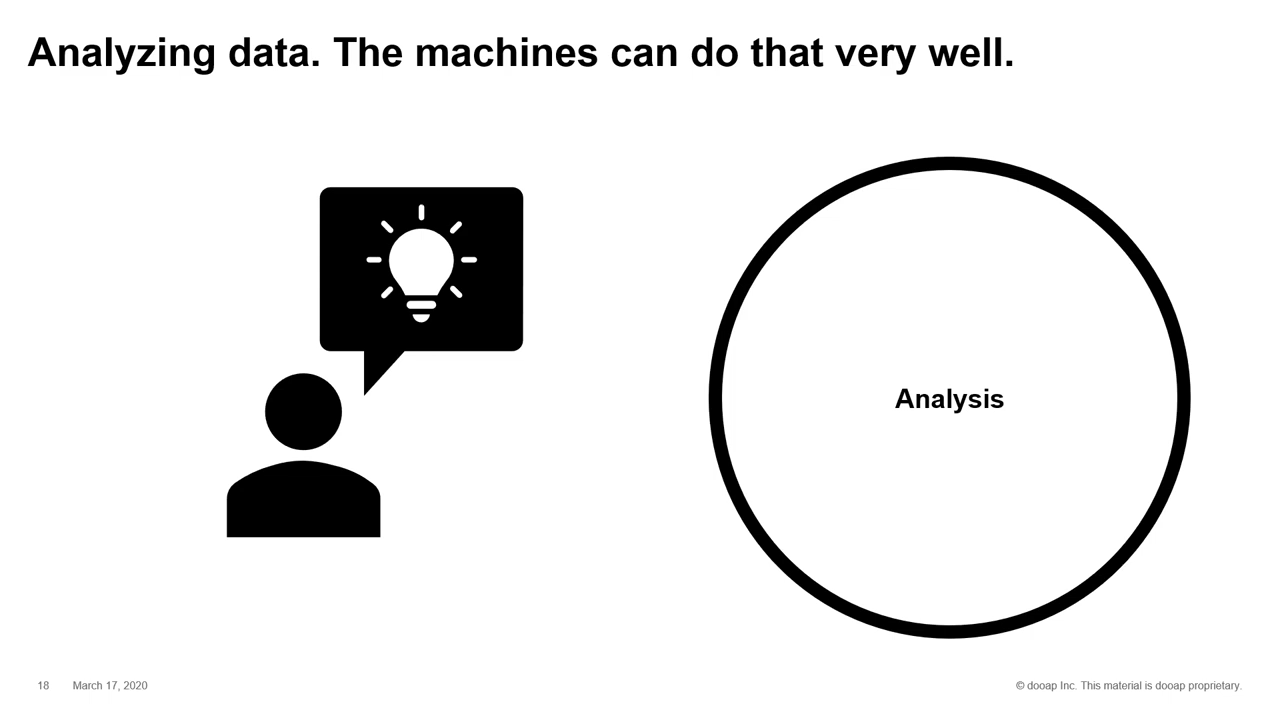 Analyzing data. The machines can do that very well.
Analysis
18 March 17, 2020
© dooap Inc. This material is dooap proprietary.